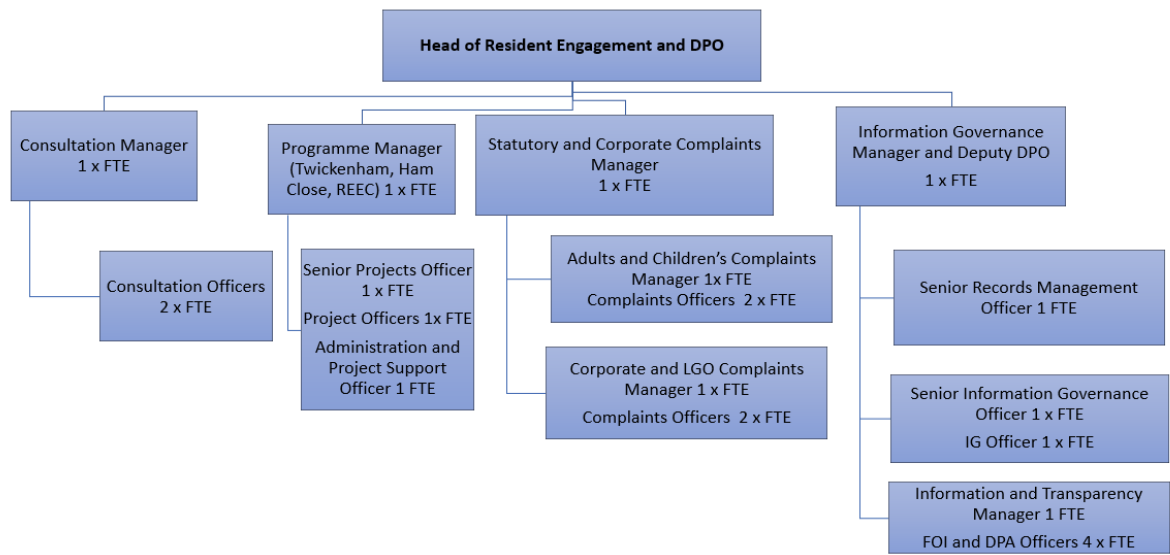 Head of Resident Engagement and DPO
Consultation Manager
1 x FTE
Consultation Officers
2 x FTE
Programme Manager
(Twickenham, Ham
Close, REEC) 1 x FTE
Senior Projects Officer
1 x FTE
Project Officers 1x FTE
Administration and
Project Support
Officer 1 FTE
Statutory and Corporate Complaints
Manager
1 x FTE
Adults and Children’s Complaints
Manager 1x FTE
Complaints Officers 2 x FTE
Corporate and LGO Complaints
Manager 1 x FTE
Complaints Officers 2 x FTE
Information Governance
Manager and Deputy DPO
1 x FTE
Senior Records Management
Officer 1 FTE
Senior Information Governance
Officer 1 x FTE
IG Officer 1 x FTE
Information and Transparency
Manager 1 FTE
FOI and DPA Officers 4 x FTE